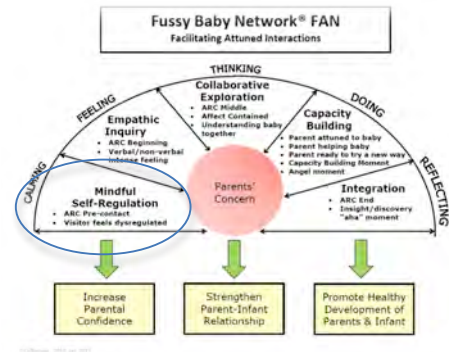 Fussy Baby Network® FAN
Facilitating Attuned Interactions
THINKING
FEELING
DOING
CALMING
REFLECTING
Collaborative
Exploration
• ARC Middle
• Affect Contained
• Understanding baby
together
Empathic
Inquiry
• ARC Beginning
• Verbal/non-verbal
intense feeling
Capacity
Building
• Parent attuned to baby
• Parent helping baby
• Parent ready to try a new way
• Capacity Building Moment
• Angel moment
Mindful
Self-Regulation
• ARC Pre-contact
• Visitor feels dysregulated
Parents'
Concern
Integration
• ARC End
• Insight/discovery
"aha" moment
Increase
Parental
Confidence
Strengthen
Parent-Infant
Relationship
Promote Healthy
Development of
Parents & Infant